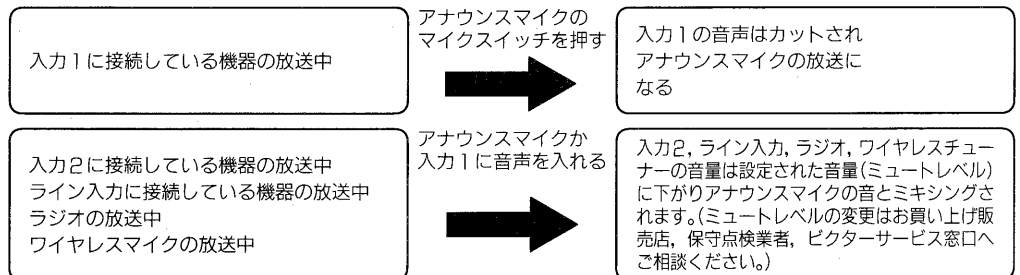 入力1に接続している機器の放送中
アナウンスマイクの
マイクスイッチを押す
入力1の音声はカットされ
アナウンスマイクの放送に
なる
入力2に接続している機器の放送中
ライン入力に接続している機器の放送中
ラジオの放送中
ワイヤレスマイクの放送中
アナウンスマイクか
入力1に音声を入れる
入力2,ライン入力,ラジオ,ワイヤレスチュー
ナーの音量は設定された音量(ミュートレベル)
に下がりアナウンスマイクの音とミキシングさ
れます。(ミュートレベルの変更はお買い上げ販
売店,保守点検業者,ビクターサービス窓口へ
ご相談ください。)